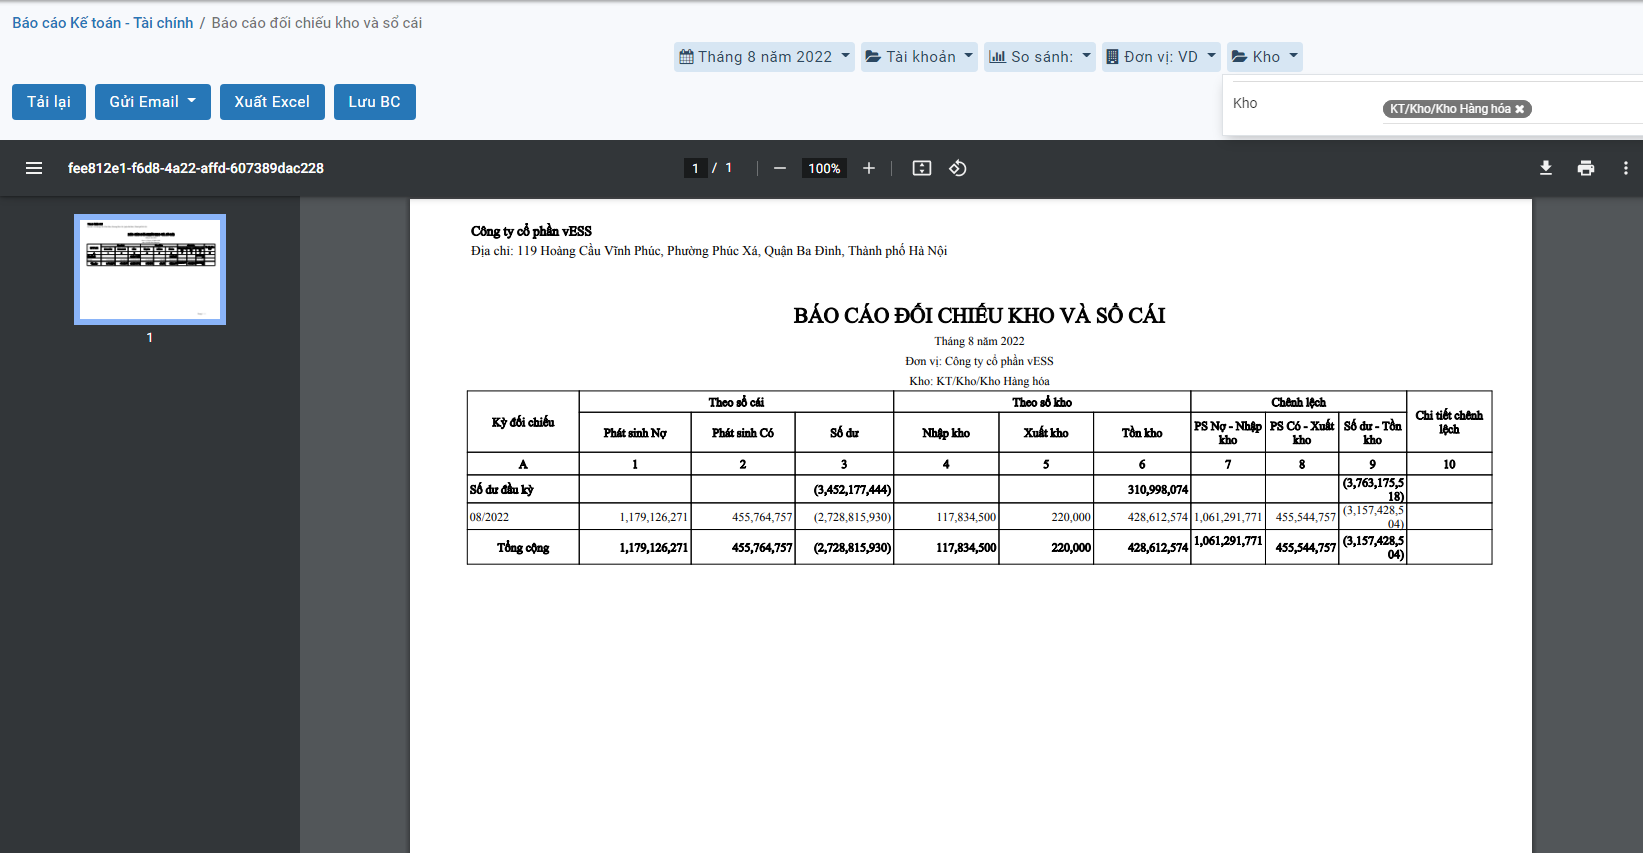 Báo cáo Kế toán - Tài chính / Báo cáo đối chiếu kho và sổ cái
Tháng 8 năm 2022 Tài khoản So sánh: Đơn vị: VD Kho
Tải lại Gửi Email Xuất Excel Lưu BC
Kho KT/Kho/Kho Hàng hóa ✖
fee812e1-f6d8-4a22-affd-607389dac228 1 / 1 100%
1
Công ty cổ phần vESS
Địa chỉ: 119 Hoàng Cầu Vĩnh Phúc, Phường Phúc Xá, Quận Ba Đình, Thành phố Hà Nội
BÁO CÁO ĐỐI CHIẾU KHO VÀ SỔ CÁI
Tháng 8 năm 2022
Đơn vị: Công ty cổ phần vESS
Kho: KT/Kho/Kho Hàng hóa
Kỳ đối chiếu Theo sổ cái Theo sổ kho Chênh lệch Chi tiết chênh lệch
Phát sinh Nợ Phát sinh Có Số dư Nhập kho Xuất kho Tồn kho PS Nợ - Nhập kho PS Có - Xuất kho Số dư - Tồn kho
A 1 2 3 4 5 6 7 8 9 10
Số dư đầu kỳ (3,452,177,444) 310,998,074 (3,763,175,518)
08/2022 1,179,126,271 455,764,757 (2,728,815,930) 117,834,500 220,000 428,612,574 1,061,291,771 455,544,757 (3,157,428,504)
Tổng cộng 1,179,126,271 455,764,757 (2,728,815,930) 117,834,500 220,000 428,612,574 1,061,291,771 455,544,757 (3,157,428,504)